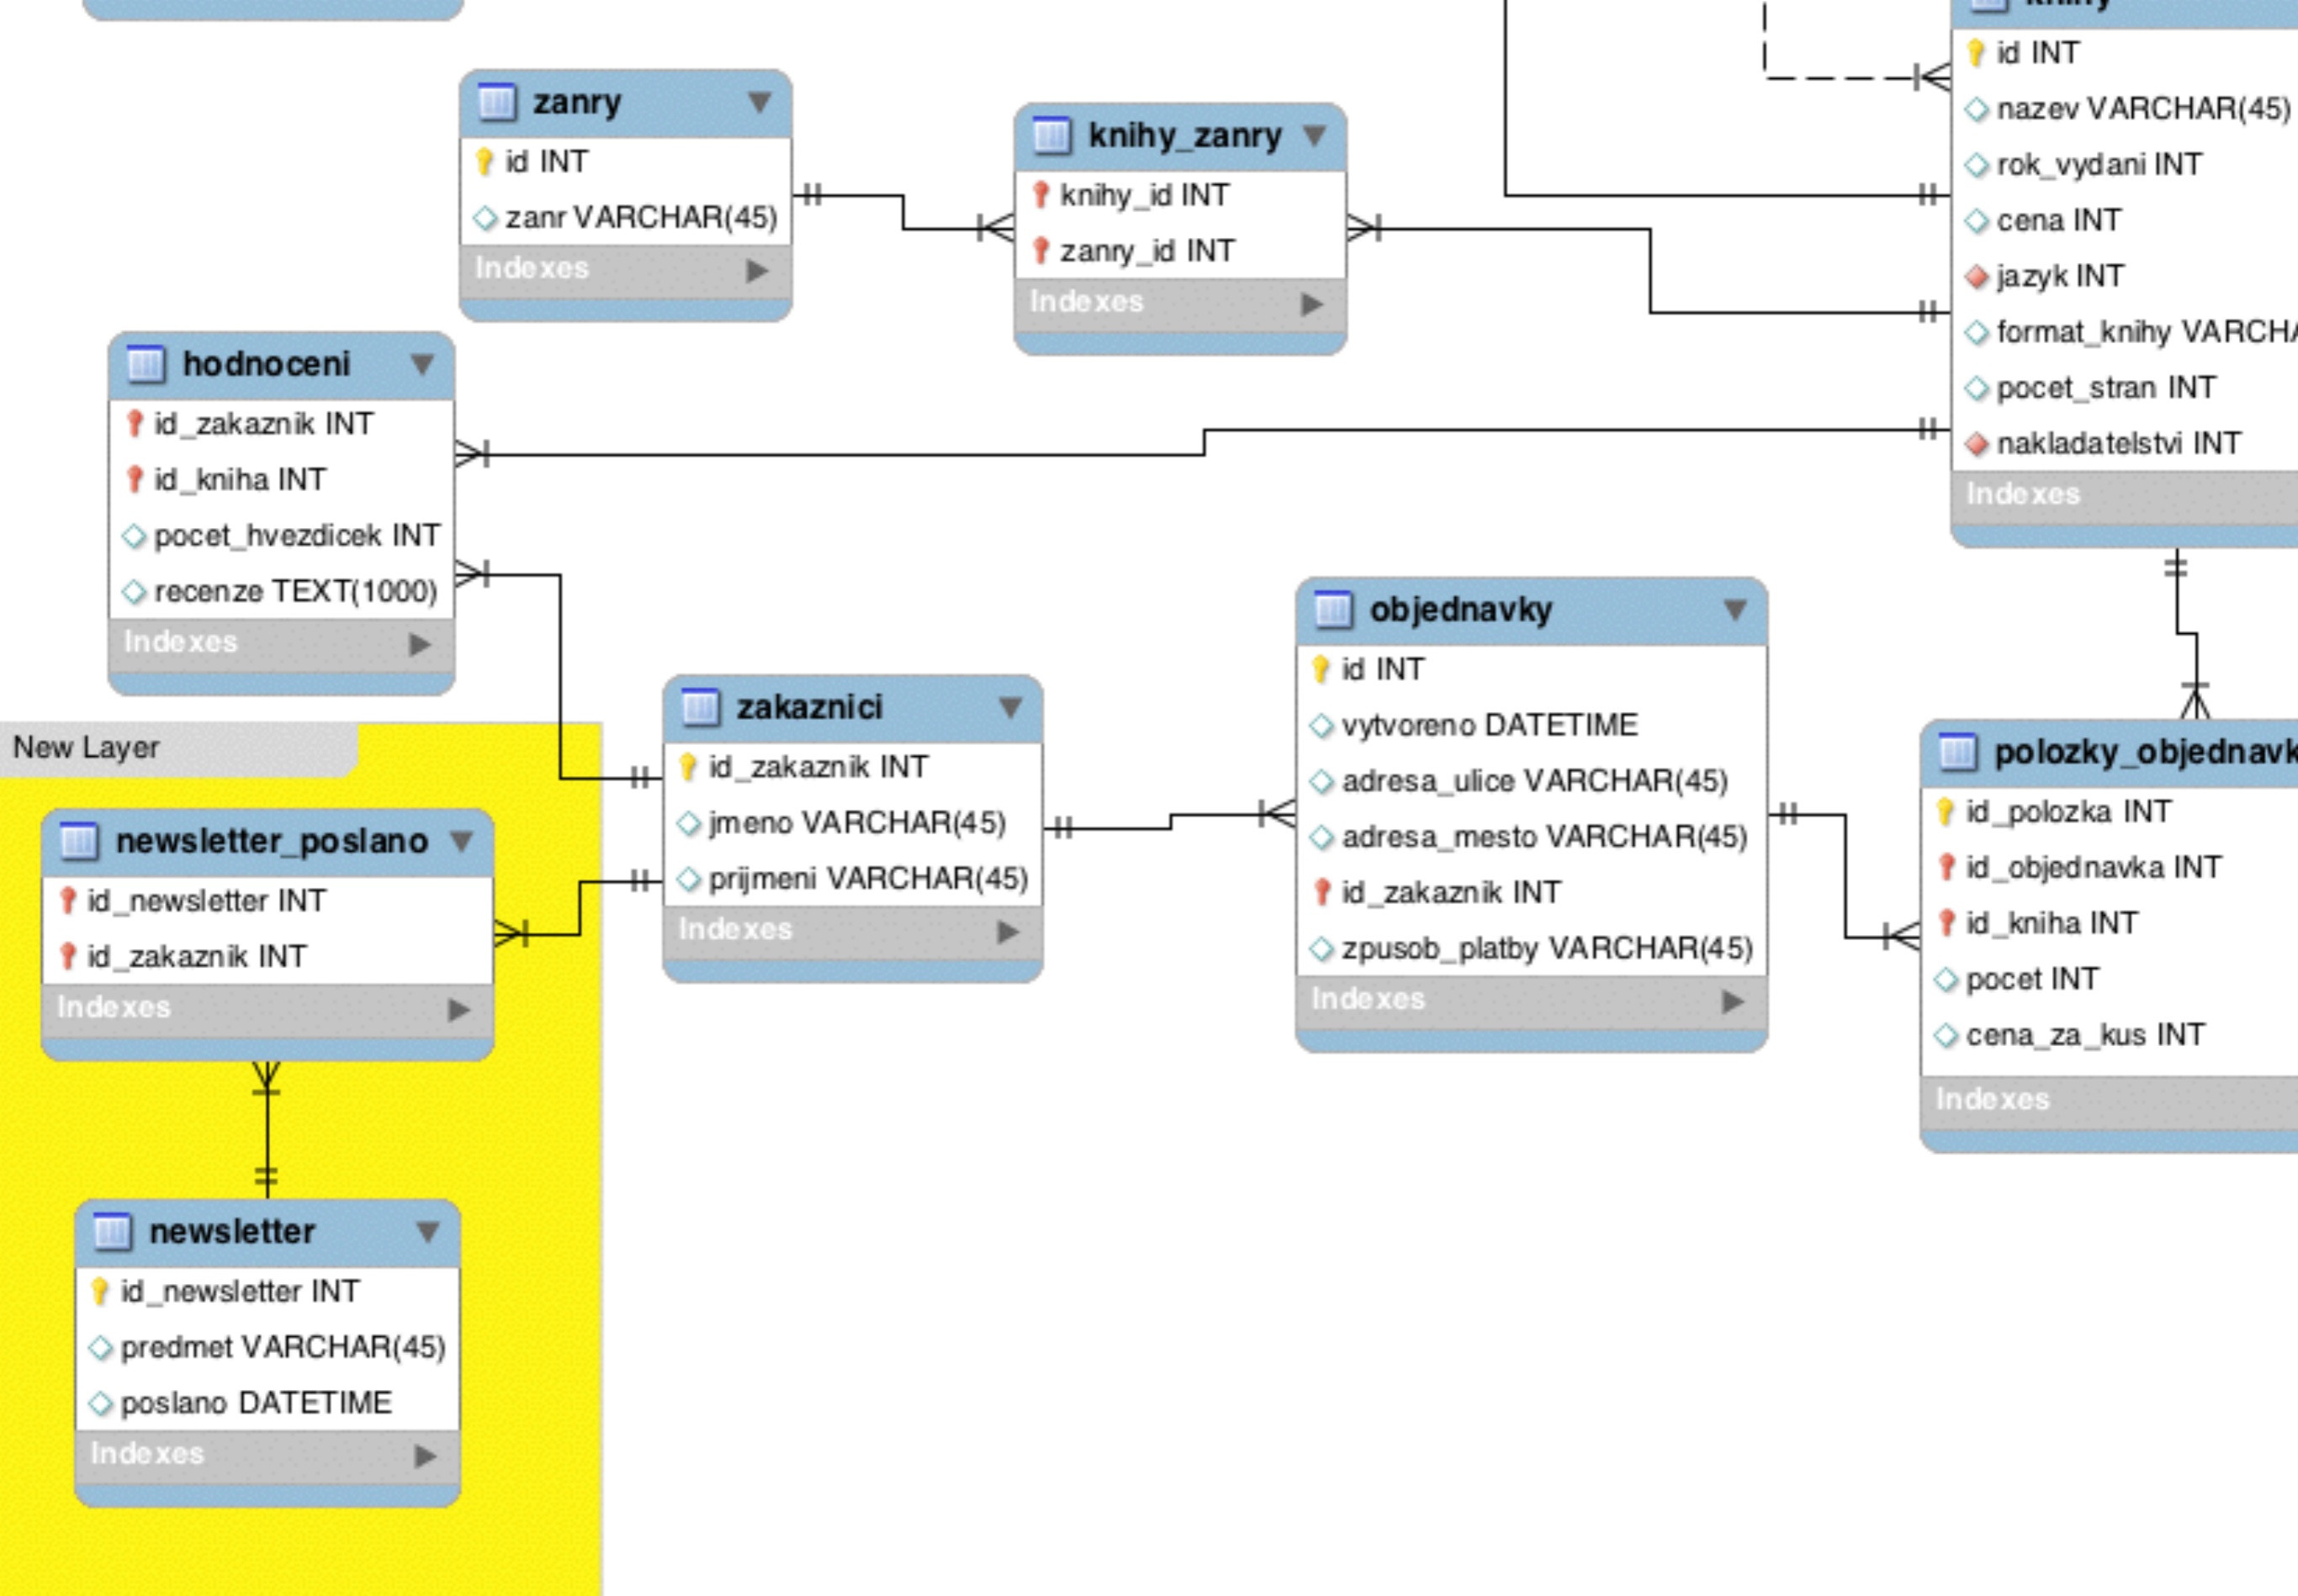 zanry
id INT
zanr VARCHAR(45)
Indexes
knihy_zanry
knihy_id INT
zanry_id INT
Indexes
knihy
id INT
nazev VARCHAR(45)
rok_vydani INT
cena INT
jazyk INT
format_knihy VARCHA
pocet_stran INT
nakladatelstvi INT
Indexes
hodnoceni
id_zakaznik INT
id_kniha INT
pocet_hvezdicek INT
recenze TEXT(1000)
Indexes
zakaznici
id_zakaznik INT
jmeno VARCHAR(45)
prijmeni VARCHAR(45)
Indexes
objednavky
id INT
vytvoreno DATETIME
adresa_ulice VARCHAR(45)
adresa_mesto VARCHAR(45)
id_zakaznik INT
zpusob_platby VARCHAR(45)
Indexes
polozky_objednavk
id_polozka INT
id_objednavka INT
id_kniha INT
pocet INT
cena_za_kus INT
Indexes
New Layer
newsletter_poslano
id_newsletter INT
id_zakaznik INT
Indexes
newsletter
id_newsletter INT
predmet VARCHAR(45)
poslano DATETIME
Indexes